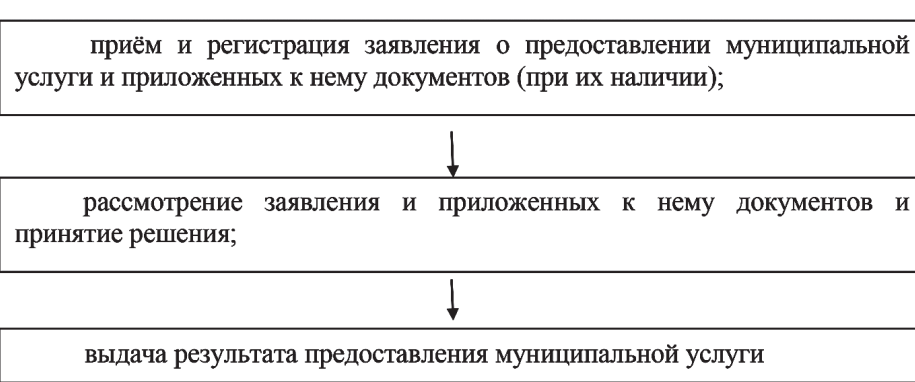 приём и регистрация заявления о предоставлении муниципальной
услуги и приложенных к нему документов (при их наличии);
рассмотрение заявления и приложенных к нему документов и
принятие решения;
выдача результата предоставления муниципальной услуги